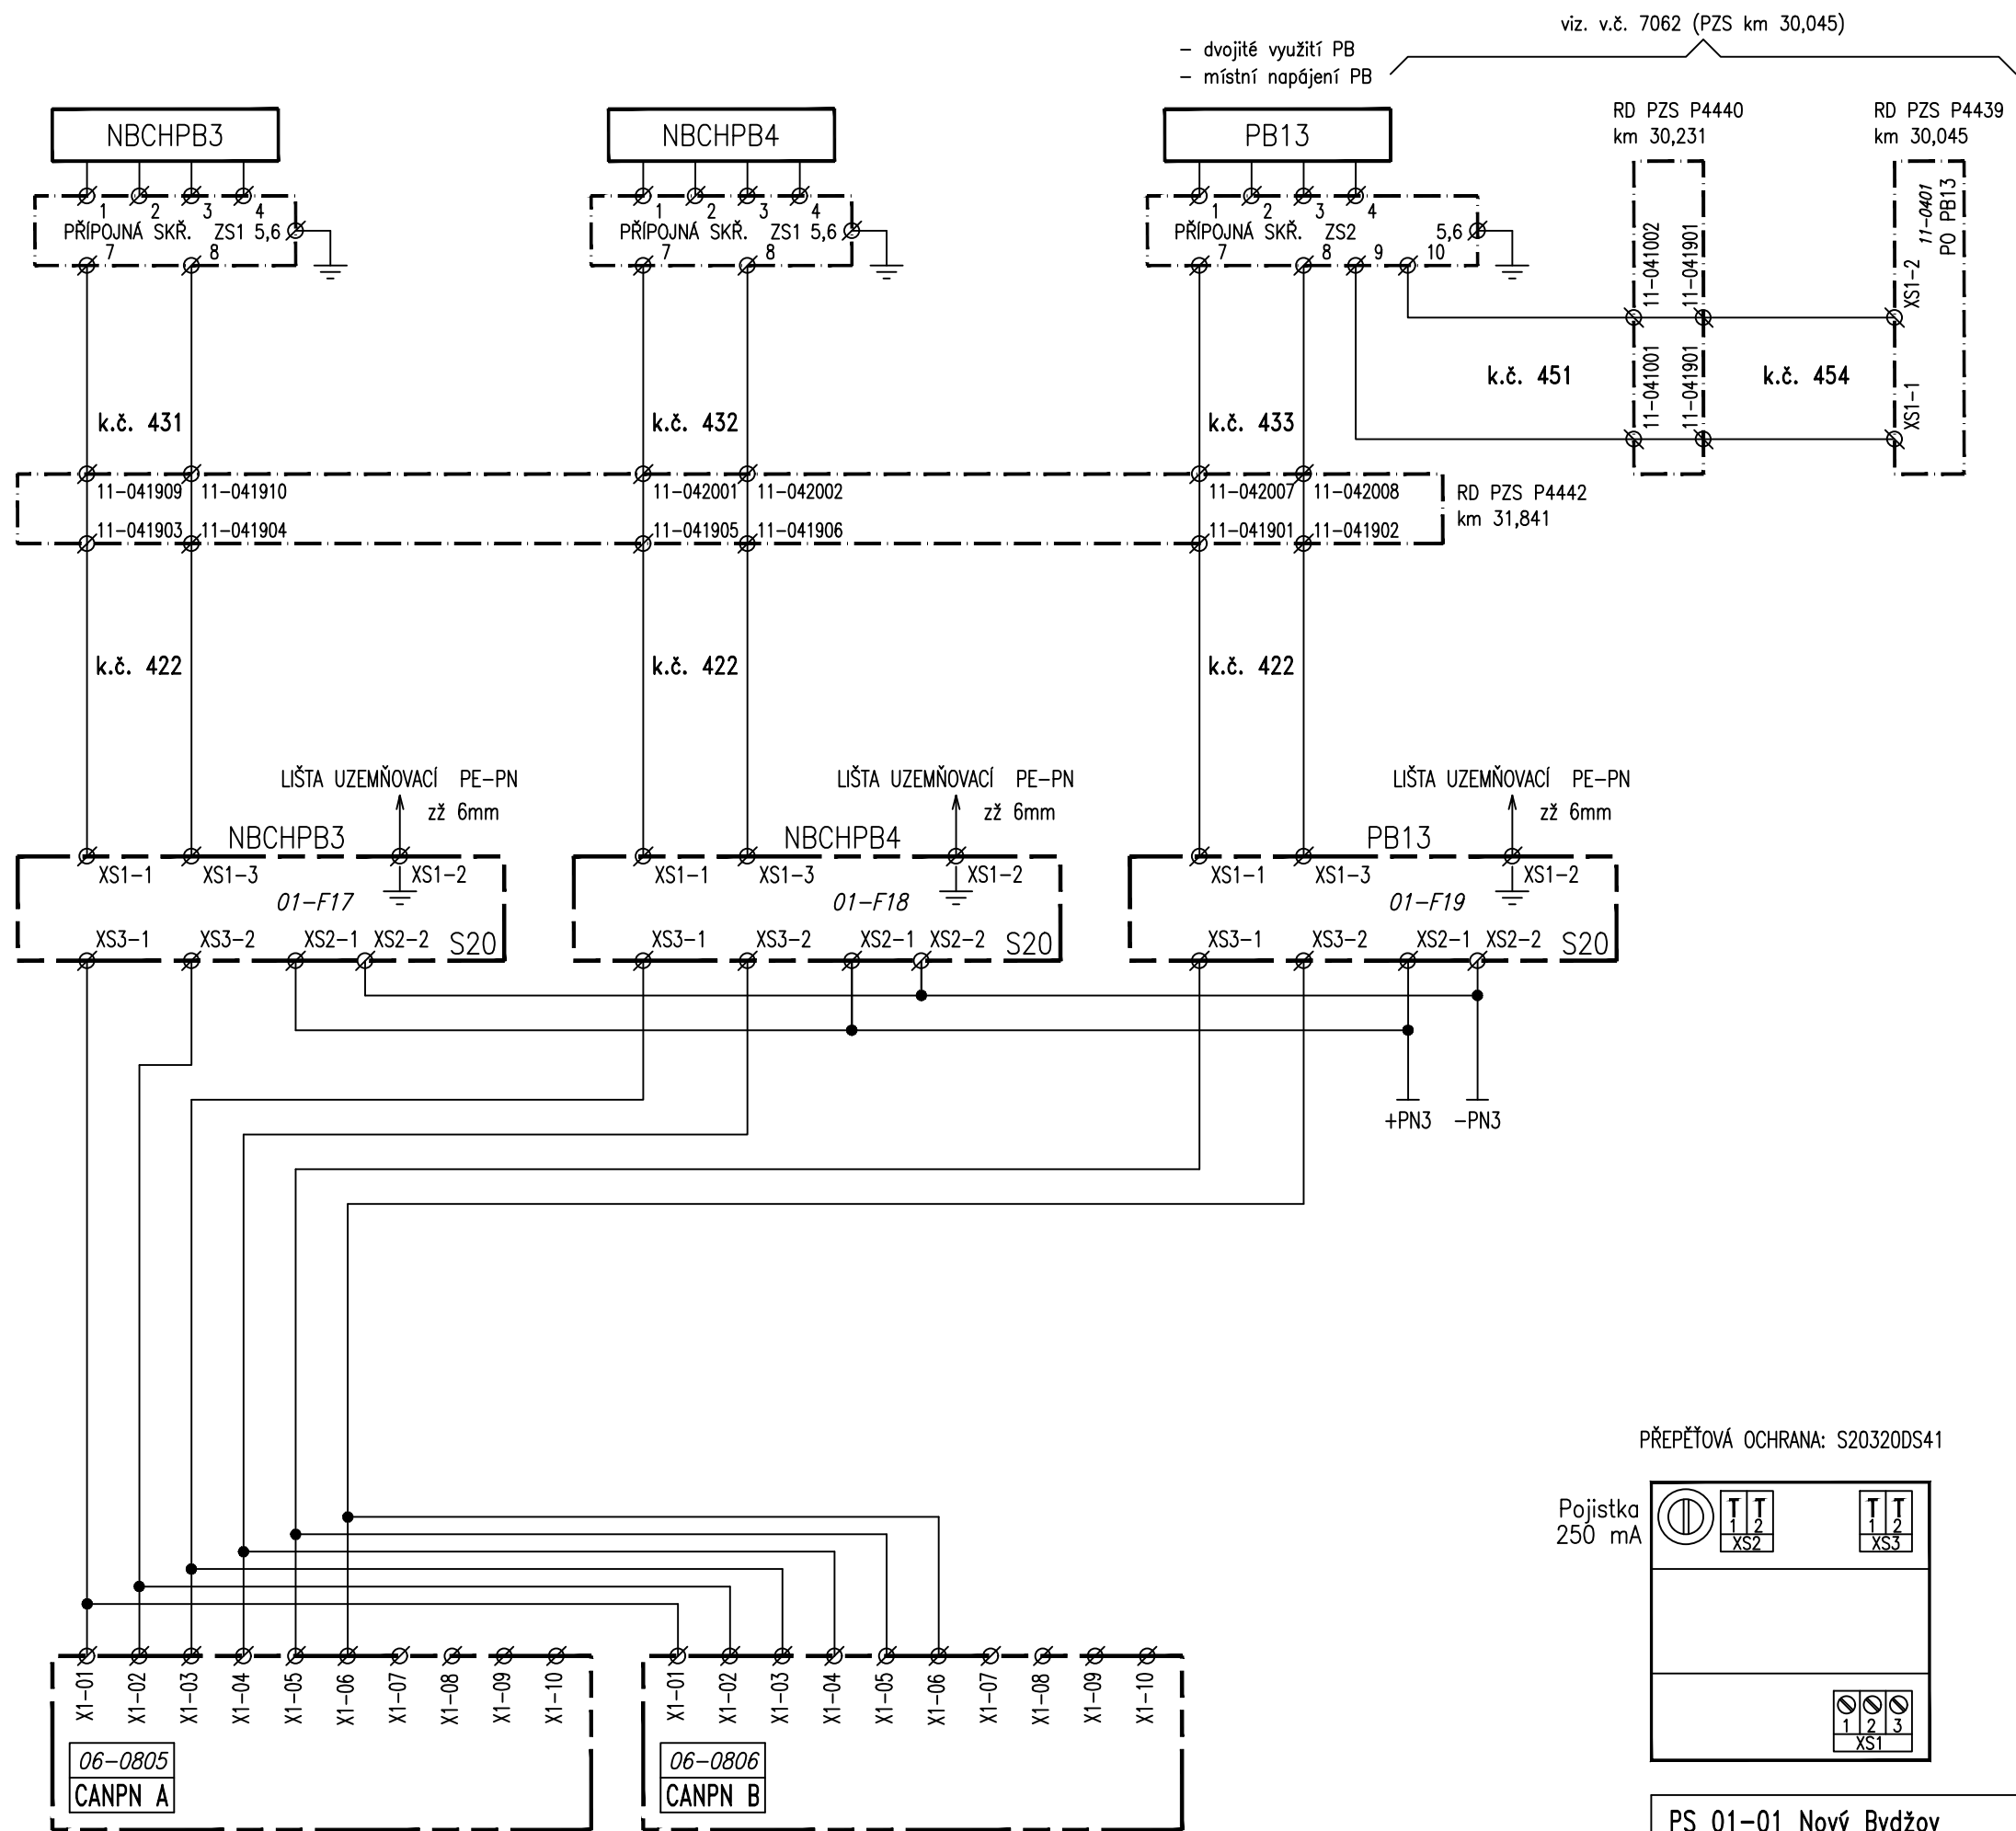 viz. v.č. 7062 (PZS km 30,045)
– dvojité využití PB
– místní napájení PB
NBCHPB3
NBCHPB4
PB13
RD PZS P4440
km 30,231
RD PZS P4439
km 30,045
1 2 3 4
PŘÍPOJNÁ SKŘ. ZS1 5,6
7 8
1 2 3 4
PŘÍPOJNÁ SKŘ. ZS1 5,6
7 8
1 2 3 4
PŘÍPOJNÁ SKŘ. ZS2 5,6
7 8 9 10
11-041002
11-041901
11-0401
PO PB13
XS1-2
11-041001
11-041901
XS1-1
k.č. 451
k.č. 454
k.č. 431
k.č. 432
k.č. 433
11-041909 11-041910
11-042001 11-042002
11-042007 11-042008
11-041903 11-041904
11-041905 11-041906
11-041901 11-041902
RD PZS P4442
km 31,841
k.č. 422
k.č. 422
k.č. 422
LIŠTA UZEMŇOVACÍ PE-PN
zž 6mm
LIŠTA UZEMŇOVACÍ PE-PN
zž 6mm
LIŠTA UZEMŇOVACÍ PE-PN
zž 6mm
NBCHPB3
XS1-1 XS1-3 XS1-2
01-F17
XS3-1 XS3-2 XS2-1 XS2-2 S20
NBCHPB4
XS1-1 XS1-3 XS1-2
01-F18
XS3-1 XS3-2 XS2-1 XS2-2 S20
PB13
XS1-1 XS1-3 XS1-2
01-F19
XS3-1 XS3-2 XS2-1 XS2-2 S20
+PN3 -PN3
PŘEPĚŤOVÁ OCHRANA: S20320DS41
Pojistka
250 mA
1 2
XS2
1 2
XS3
1 2 3
XS1
X1-01 X1-02 X1-03 X1-04 X1-05 X1-06 X1-07 X1-08 X1-09 X1-10
06-0805
CANPN A
X1-01 X1-02 X1-03 X1-04 X1-05 X1-06 X1-07 X1-08 X1-09 X1-10
06-0806
CANPN B
PS 01-01 Nový Bydžov